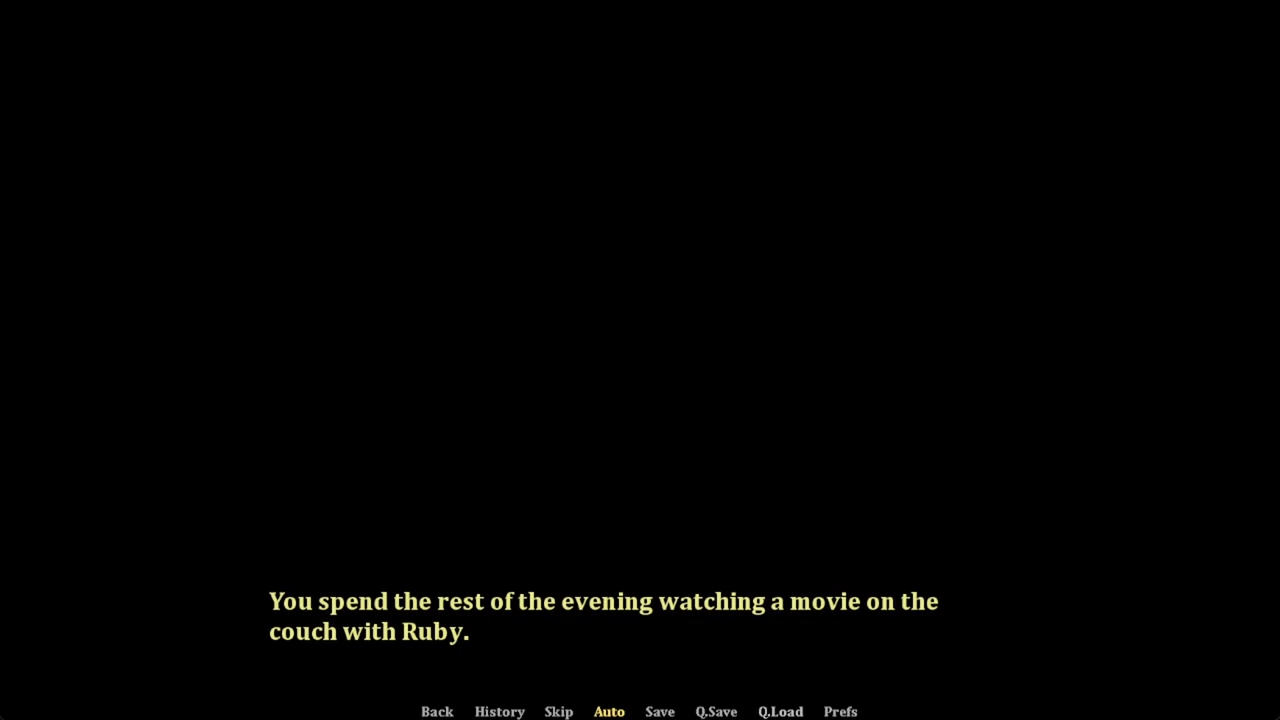 You spend the rest of the evening watching a movie on the
couch with Ruby.
Back History Skip Auto Save Q.Save Q.Load Prefs